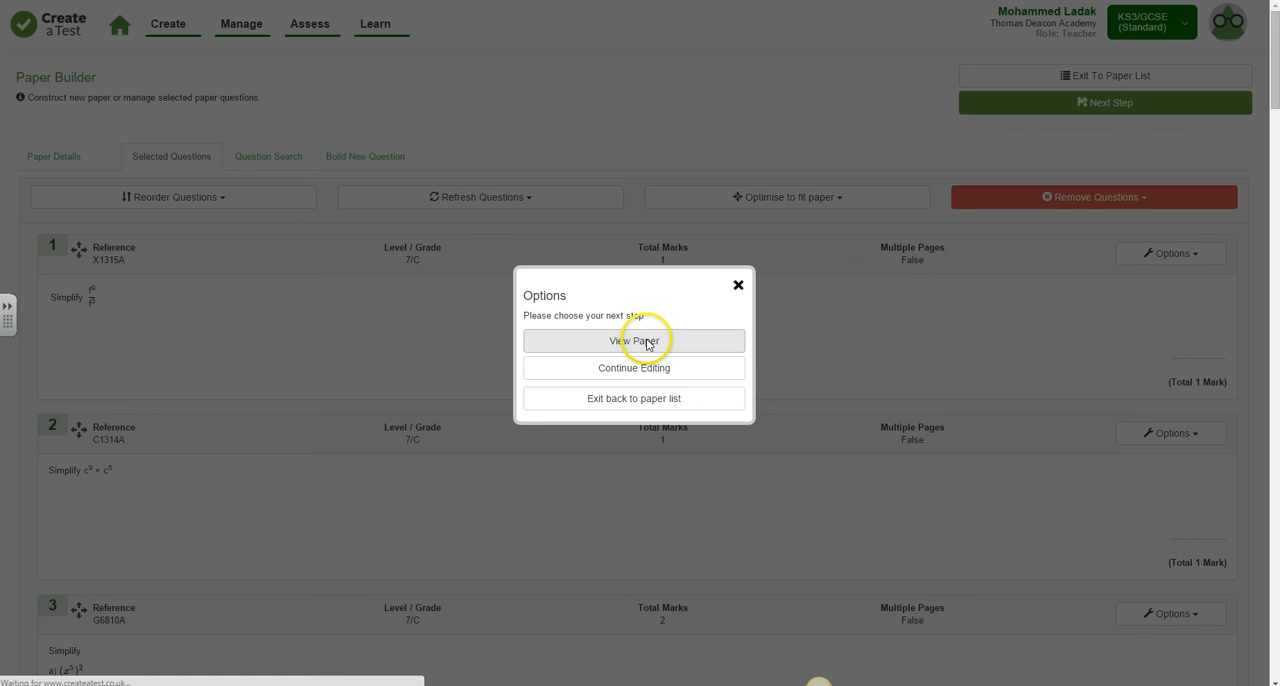 Create
a Test
Create
Manage
Assess
Learn
Mohammed Ladak
Thomas Deacon Academy
Role: Teacher
KS3/GCSE
(Standard)
Paper Builder
Construct new paper or manage selected paper questions.
Exit To Paper List
Next Step
Paper Details
Selected Questions
Question Search
Build New Question
Reorder Questions
Refresh Questions
Optimise to fit paper
Remove Questions
1
Reference
X1315A
Level / Grade
7/C
Total Marks
1
Multiple Pages
False
Options
Simplify
(Total 1 Mark)
Options
Please choose your next step
View Paper
Continue Editing
Exit back to paper list
2
Reference
C1314A
Level / Grade
7/C
Total Marks
1
Multiple Pages
False
Options
Simplify
(Total 1 Mark)
3
Reference
G6810A
Level / Grade
7/C
Total Marks
2
Multiple Pages
False
Options
Simplify
a) (x⁵)²
Waiting for www.createatest.co.uk...